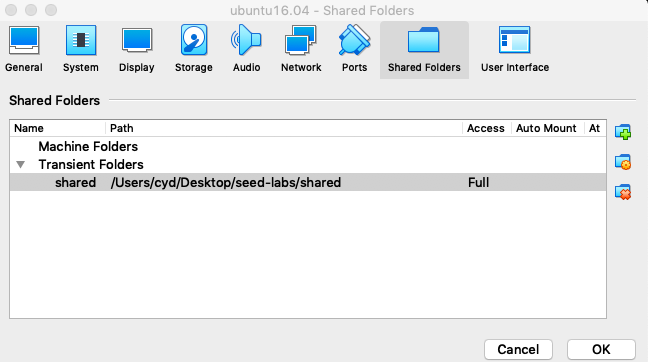 ubuntu16.04 - Shared Folders
General System Display Storage Audio Network Ports Shared Folders User Interface
Shared Folders
Name Path Access Auto Mount At
Machine Folders
Transient Folders
shared /Users/cyd/Desktop/seed-labs/shared Full
Cancel OK